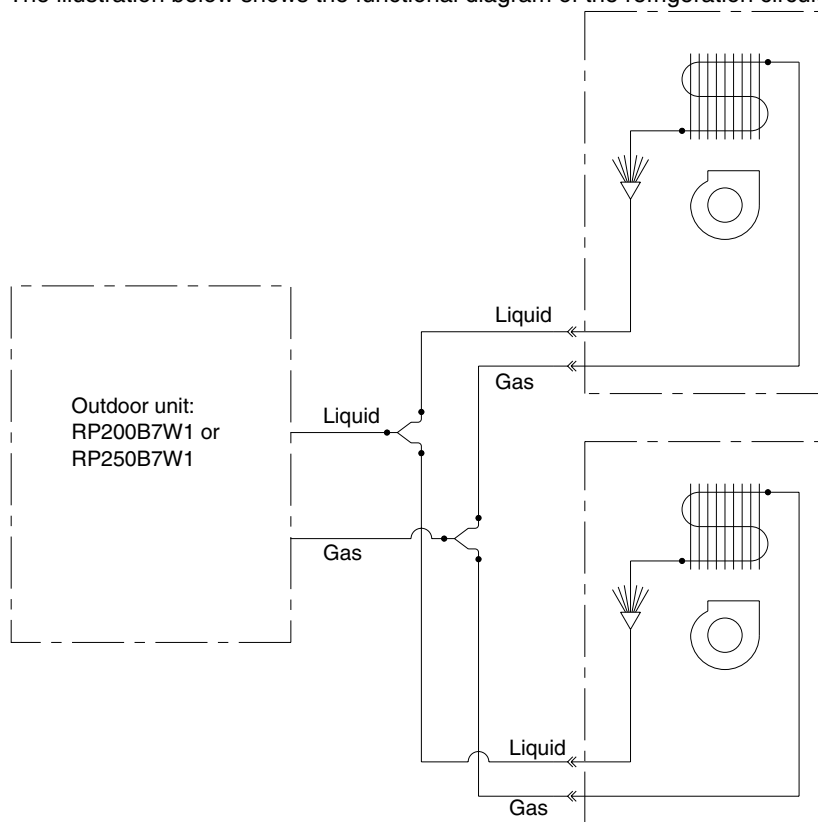 The illustration below shows the functional diagram of the refrigeration circuit
Liquid
Gas
Outdoor unit:
RP200B7W1 or
RP250B7W1
Liquid
Gas
Liquid
Gas